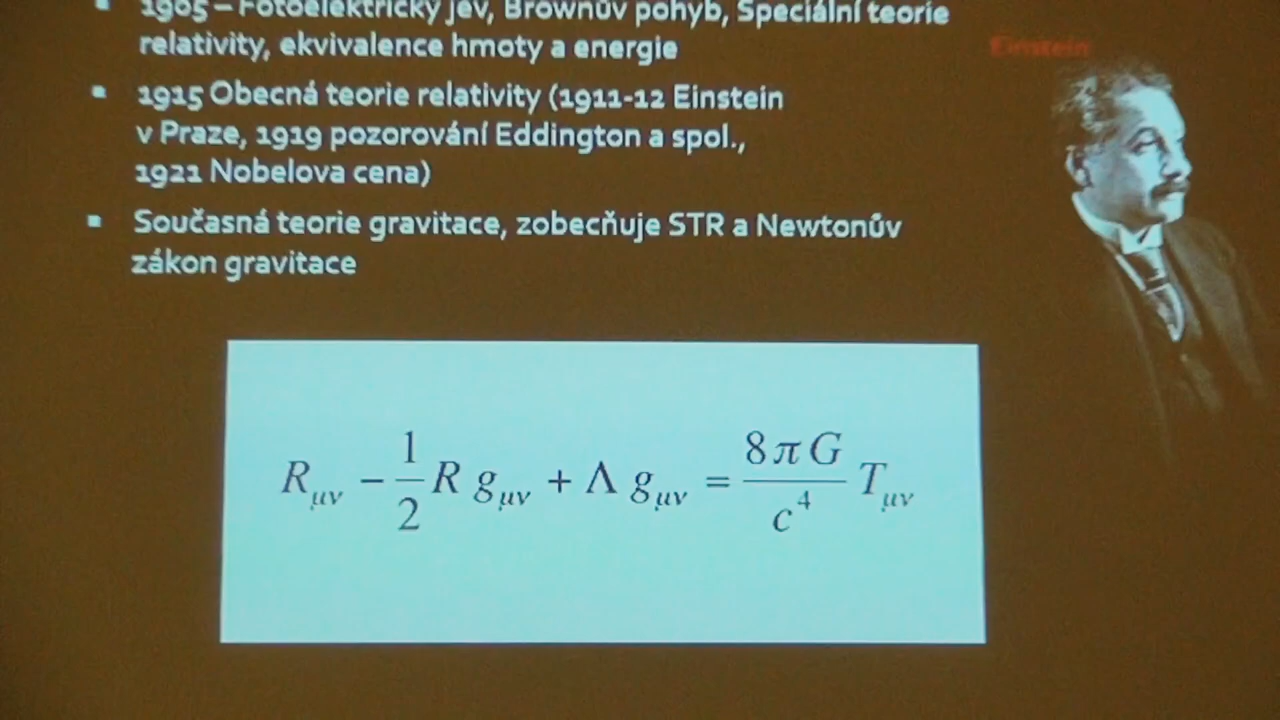 1905 – Fotoelektrický jev, Brownův pohyb, Speciální teorie
relativity, ekvivalence hmoty a energie
Einstein
1915 Obecná teorie relativity (1911-12 Einstein
v Praze, 1919 pozorování Eddington a spol.,
1921 Nobelova cena)
Současná teorie gravitace, zobecňuje STR a Newtonův
zákon gravitace
R_μν − 1/2 R g_μν + Λ g_μν = 8πG/c⁴ T_μν